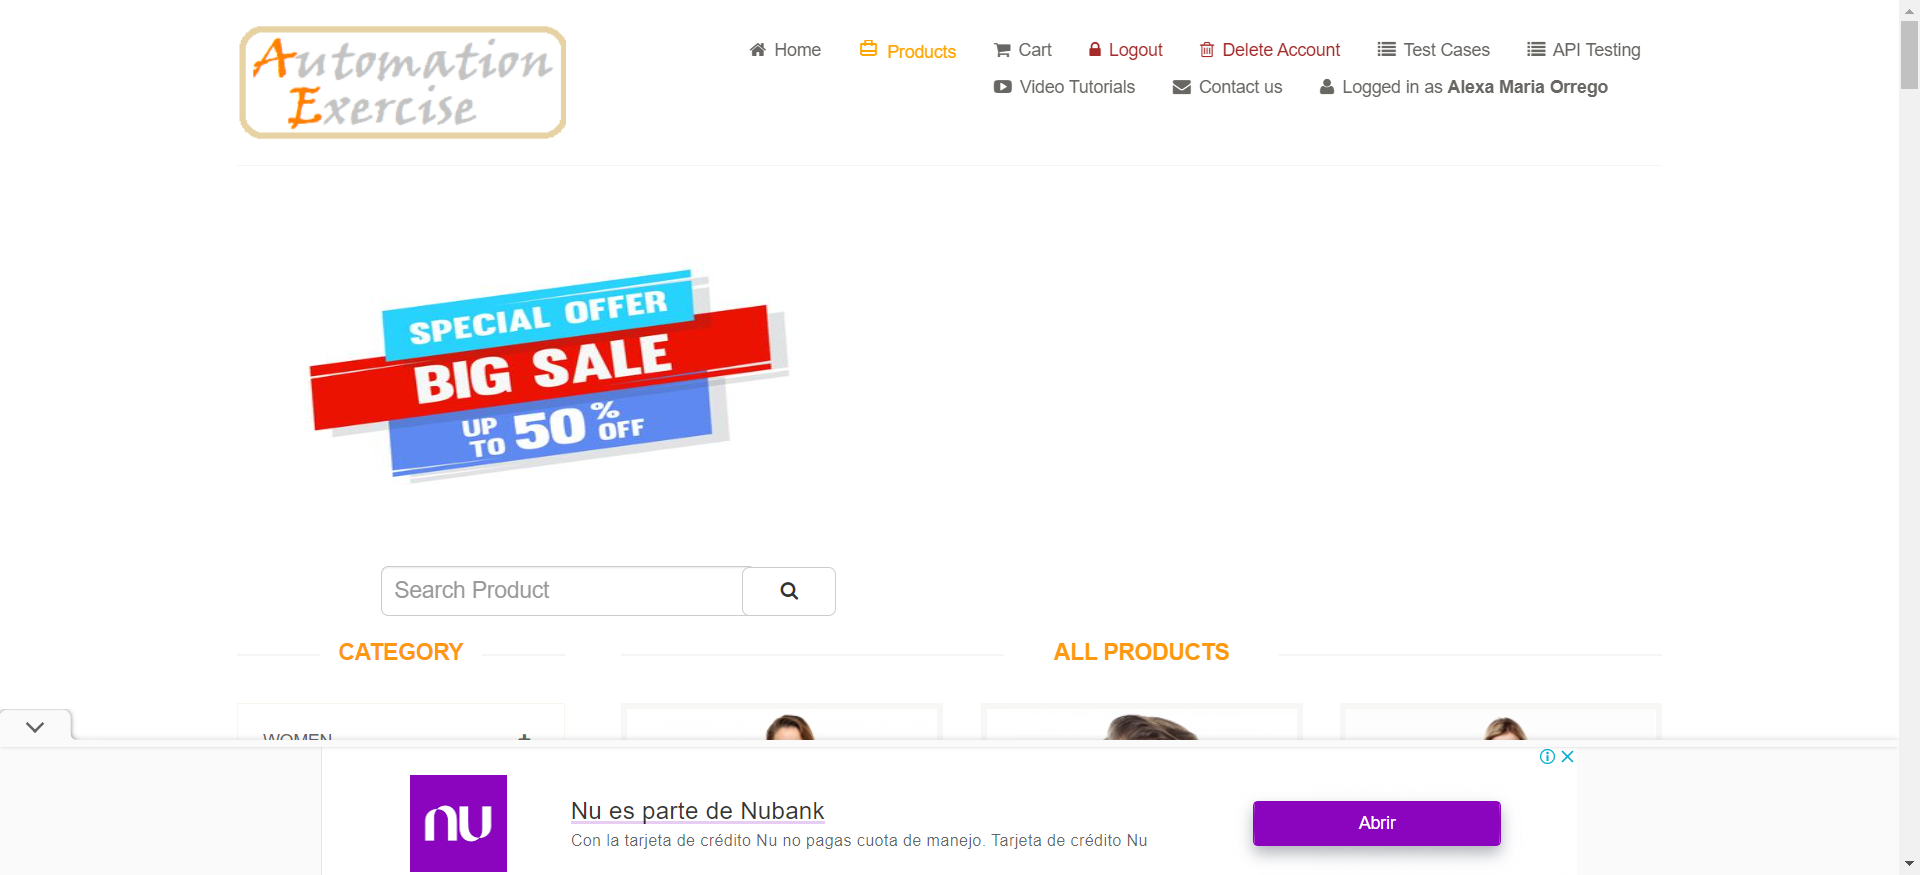 Automation
Exercise
Home Products Cart Logout Delete Account Test Cases API Testing
Video Tutorials Contact us Logged in as Alexa Maria Orrego
SPECIAL OFFER
BIG SALE
UP TO 50% OFF
Search Product
CATEGORY
ALL PRODUCTS
WOMEN
nu
Nu es parte de Nubank
Con la tarjeta de crédito Nu no pagas cuota de manejo. Tarjeta de crédito Nu
Abrir